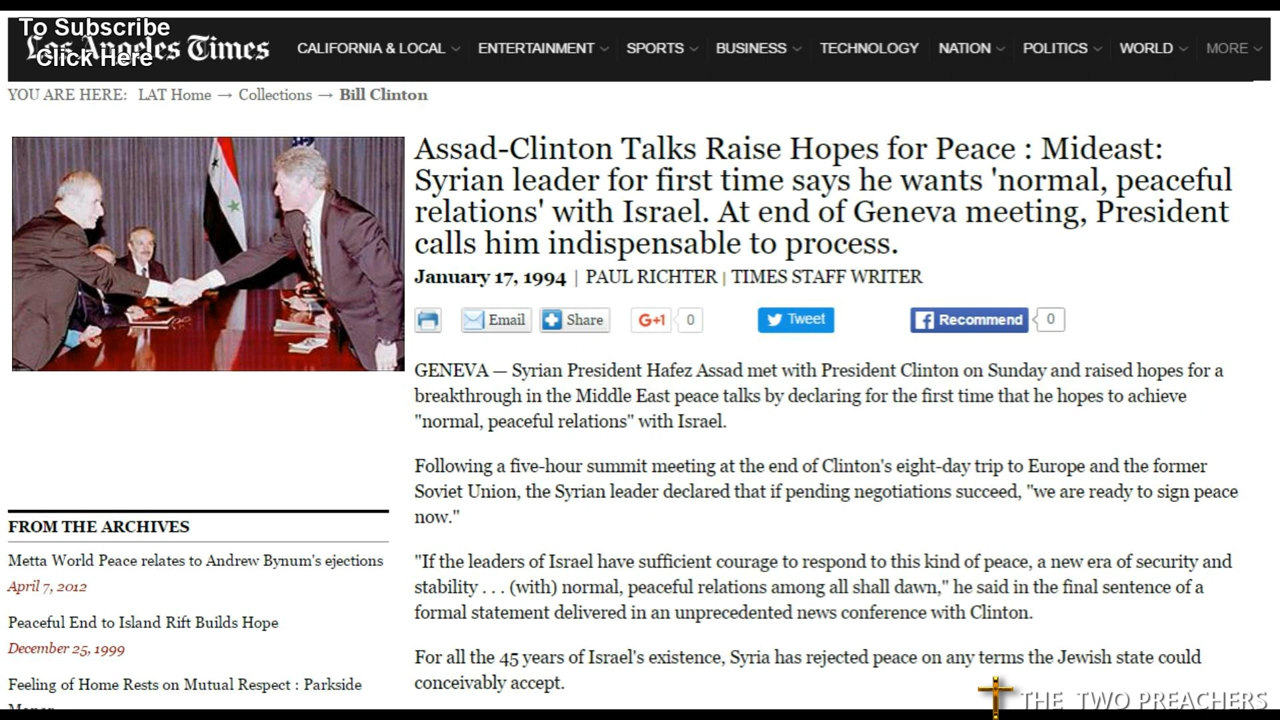 To Subscribe
Click Here
Los Angeles Times
CALIFORNIA & LOCAL ENTERTAINMENT SPORTS BUSINESS TECHNOLOGY NATION POLITICS WORLD MORE
YOU ARE HERE: LAT Home → Collections → Bill Clinton
Assad-Clinton Talks Raise Hopes for Peace : Mideast:
Syrian leader for first time says he wants 'normal, peaceful
relations' with Israel. At end of Geneva meeting, President
calls him indispensable to process.
January 17, 1994 | PAUL RICHTER | TIMES STAFF WRITER
Email Share G+1 0 Tweet Recommend 0
GENEVA — Syrian President Hafez Assad met with President Clinton on Sunday and raised hopes for a
breakthrough in the Middle East peace talks by declaring for the first time that he hopes to achieve
"normal, peaceful relations" with Israel.
Following a five-hour summit meeting at the end of Clinton's eight-day trip to Europe and the former
Soviet Union, the Syrian leader declared that if pending negotiations succeed, "we are ready to sign peace
now."
"If the leaders of Israel have sufficient courage to respond to this kind of peace, a new era of security and
stability . . . (with) normal, peaceful relations among all shall dawn," he said in the final sentence of a
formal statement delivered in an unprecedented news conference with Clinton.
For all the 45 years of Israel's existence, Syria has rejected peace on any terms the Jewish state could
conceivably accept.
FROM THE ARCHIVES
Metta World Peace relates to Andrew Bynum's ejections
April 7, 2012
Peaceful End to Island Rift Builds Hope
December 25, 1999
Feeling of Home Rests on Mutual Respect : Parkside
THE TWO PREACHERS